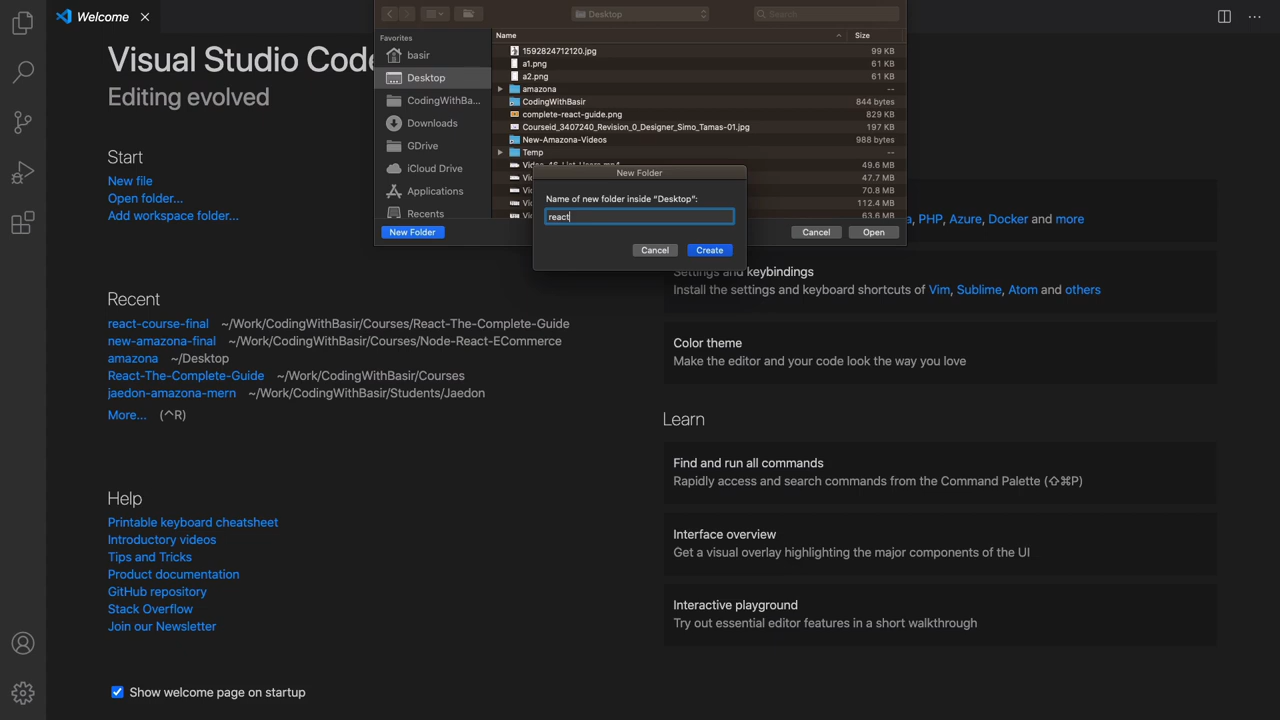 Welcome
Visual Studio Code
Editing evolved
Start
New file
Open folder...
Add workspace folder...
Recent
react-course-final ~/Work/CodingWithBasir/Courses/React-The-Complete-Guide
new-amazona-final ~/Work/CodingWithBasir/Courses/Node-React-ECommerce
amazona ~/Desktop
React-The-Complete-Guide ~/Work/CodingWithBasir/Courses
jaedon-amazona-mern ~/Work/CodingWithBasir/Students/Jaedon
More... (^R)
Help
Printable keyboard cheatsheet
Introductory videos
Tips and Tricks
Product documentation
GitHub repository
Stack Overflow
Join our Newsletter
Show welcome page on startup
Desktop
Search
Favorites
basir
Desktop
CodingWithBa...
Downloads
GDrive
iCloud Drive
Applications
Recents
Name Size
1592824712120.jpg 99 KB
a1.png 61 KB
a2.png 61 KB
amazona --
CodingWithBasir 844 bytes
complete-react-guide.png 829 KB
Courseid_3407240_Revision_0_Designer_Simo_Tamas-01.jpg 197 KB
New-Amazona-Videos 988 bytes
Temp --
49.6 MB
47.7 MB
70.8 MB
112.4 MB
63.6 MB
New Folder
Name of new folder inside “Desktop”:
react
Cancel Create
New Folder Cancel Open
PHP, Azure, Docker and more
Settings and keybindings
Install the settings and keyboard shortcuts of Vim, Sublime, Atom and others
Color theme
Make the editor and your code look the way you love
Learn
Find and run all commands
Rapidly access and search commands from the Command Palette (⇧⌘P)
Interface overview
Get a visual overlay highlighting the major components of the UI
Interactive playground
Try out essential editor features in a short walkthrough